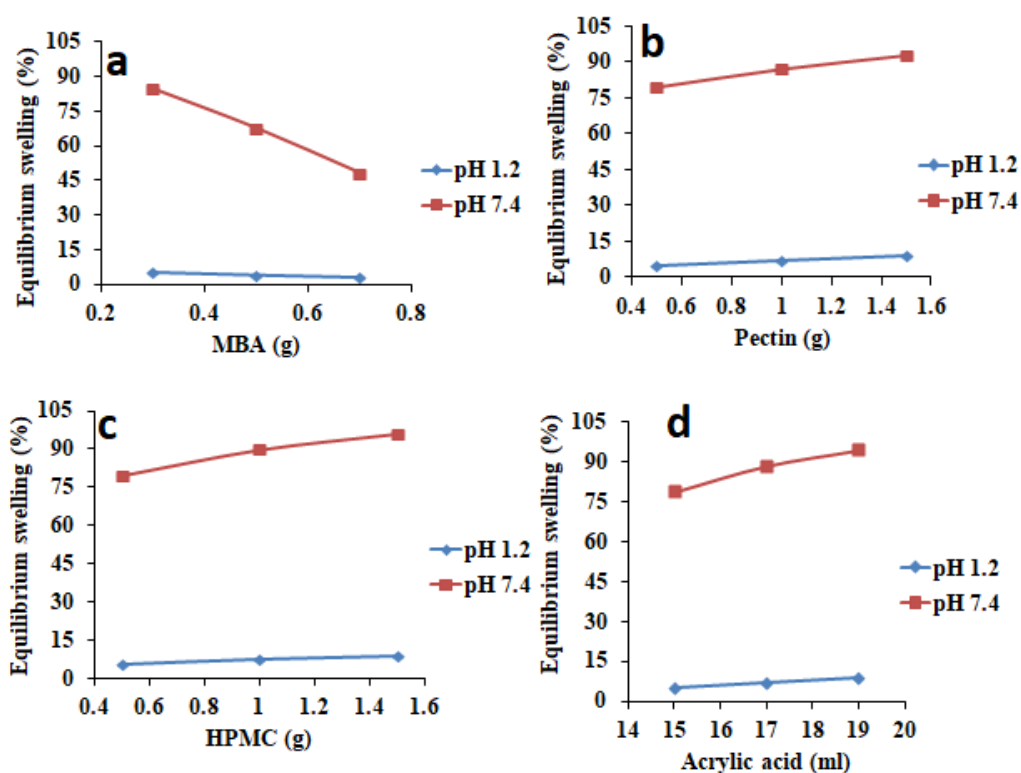 a
Equlibrium swelling (%)
105
90
75
60
45
30
15
0
0.2 0.4 0.6 0.8
MBA (g)
pH 1.2
pH 7.4
b
Equilibrium swelling (%)
105
90
75
60
45
30
15
0
0.4 0.6 0.8 1 1.2 1.4 1.6
Pectin (g)
pH 1.2
pH 7.4
c
Equilibrium swelling (%)
105
90
75
60
45
30
15
0
0.4 0.6 0.8 1 1.2 1.4 1.6
HPMC (g)
pH 1.2
pH 7.4
d
Equilibrium swelling (%)
105
90
75
60
45
30
15
0
14 15 16 17 18 19 20
Acrylic acid (ml)
pH 1.2
pH 7.4